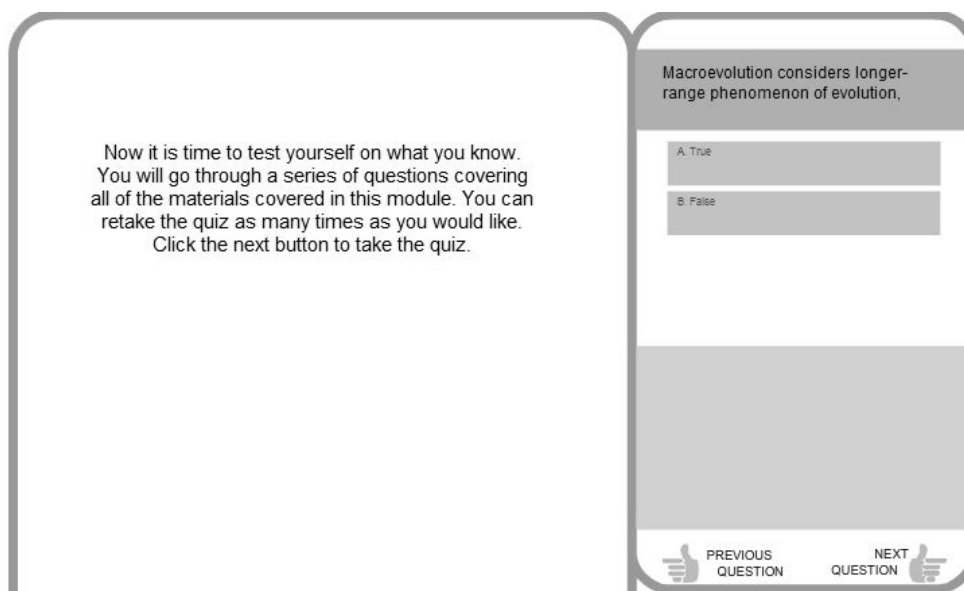 Now it is time to test yourself on what you know.
You will go through a series of questions covering
all of the materials covered in this module. You can
retake the quiz as many times as you would like.
Click the next button to take the quiz.
Macroevolution considers longer-
range phenomenon of evolution,
A. True
B. False
PREVIOUS
QUESTION
NEXT
QUESTION